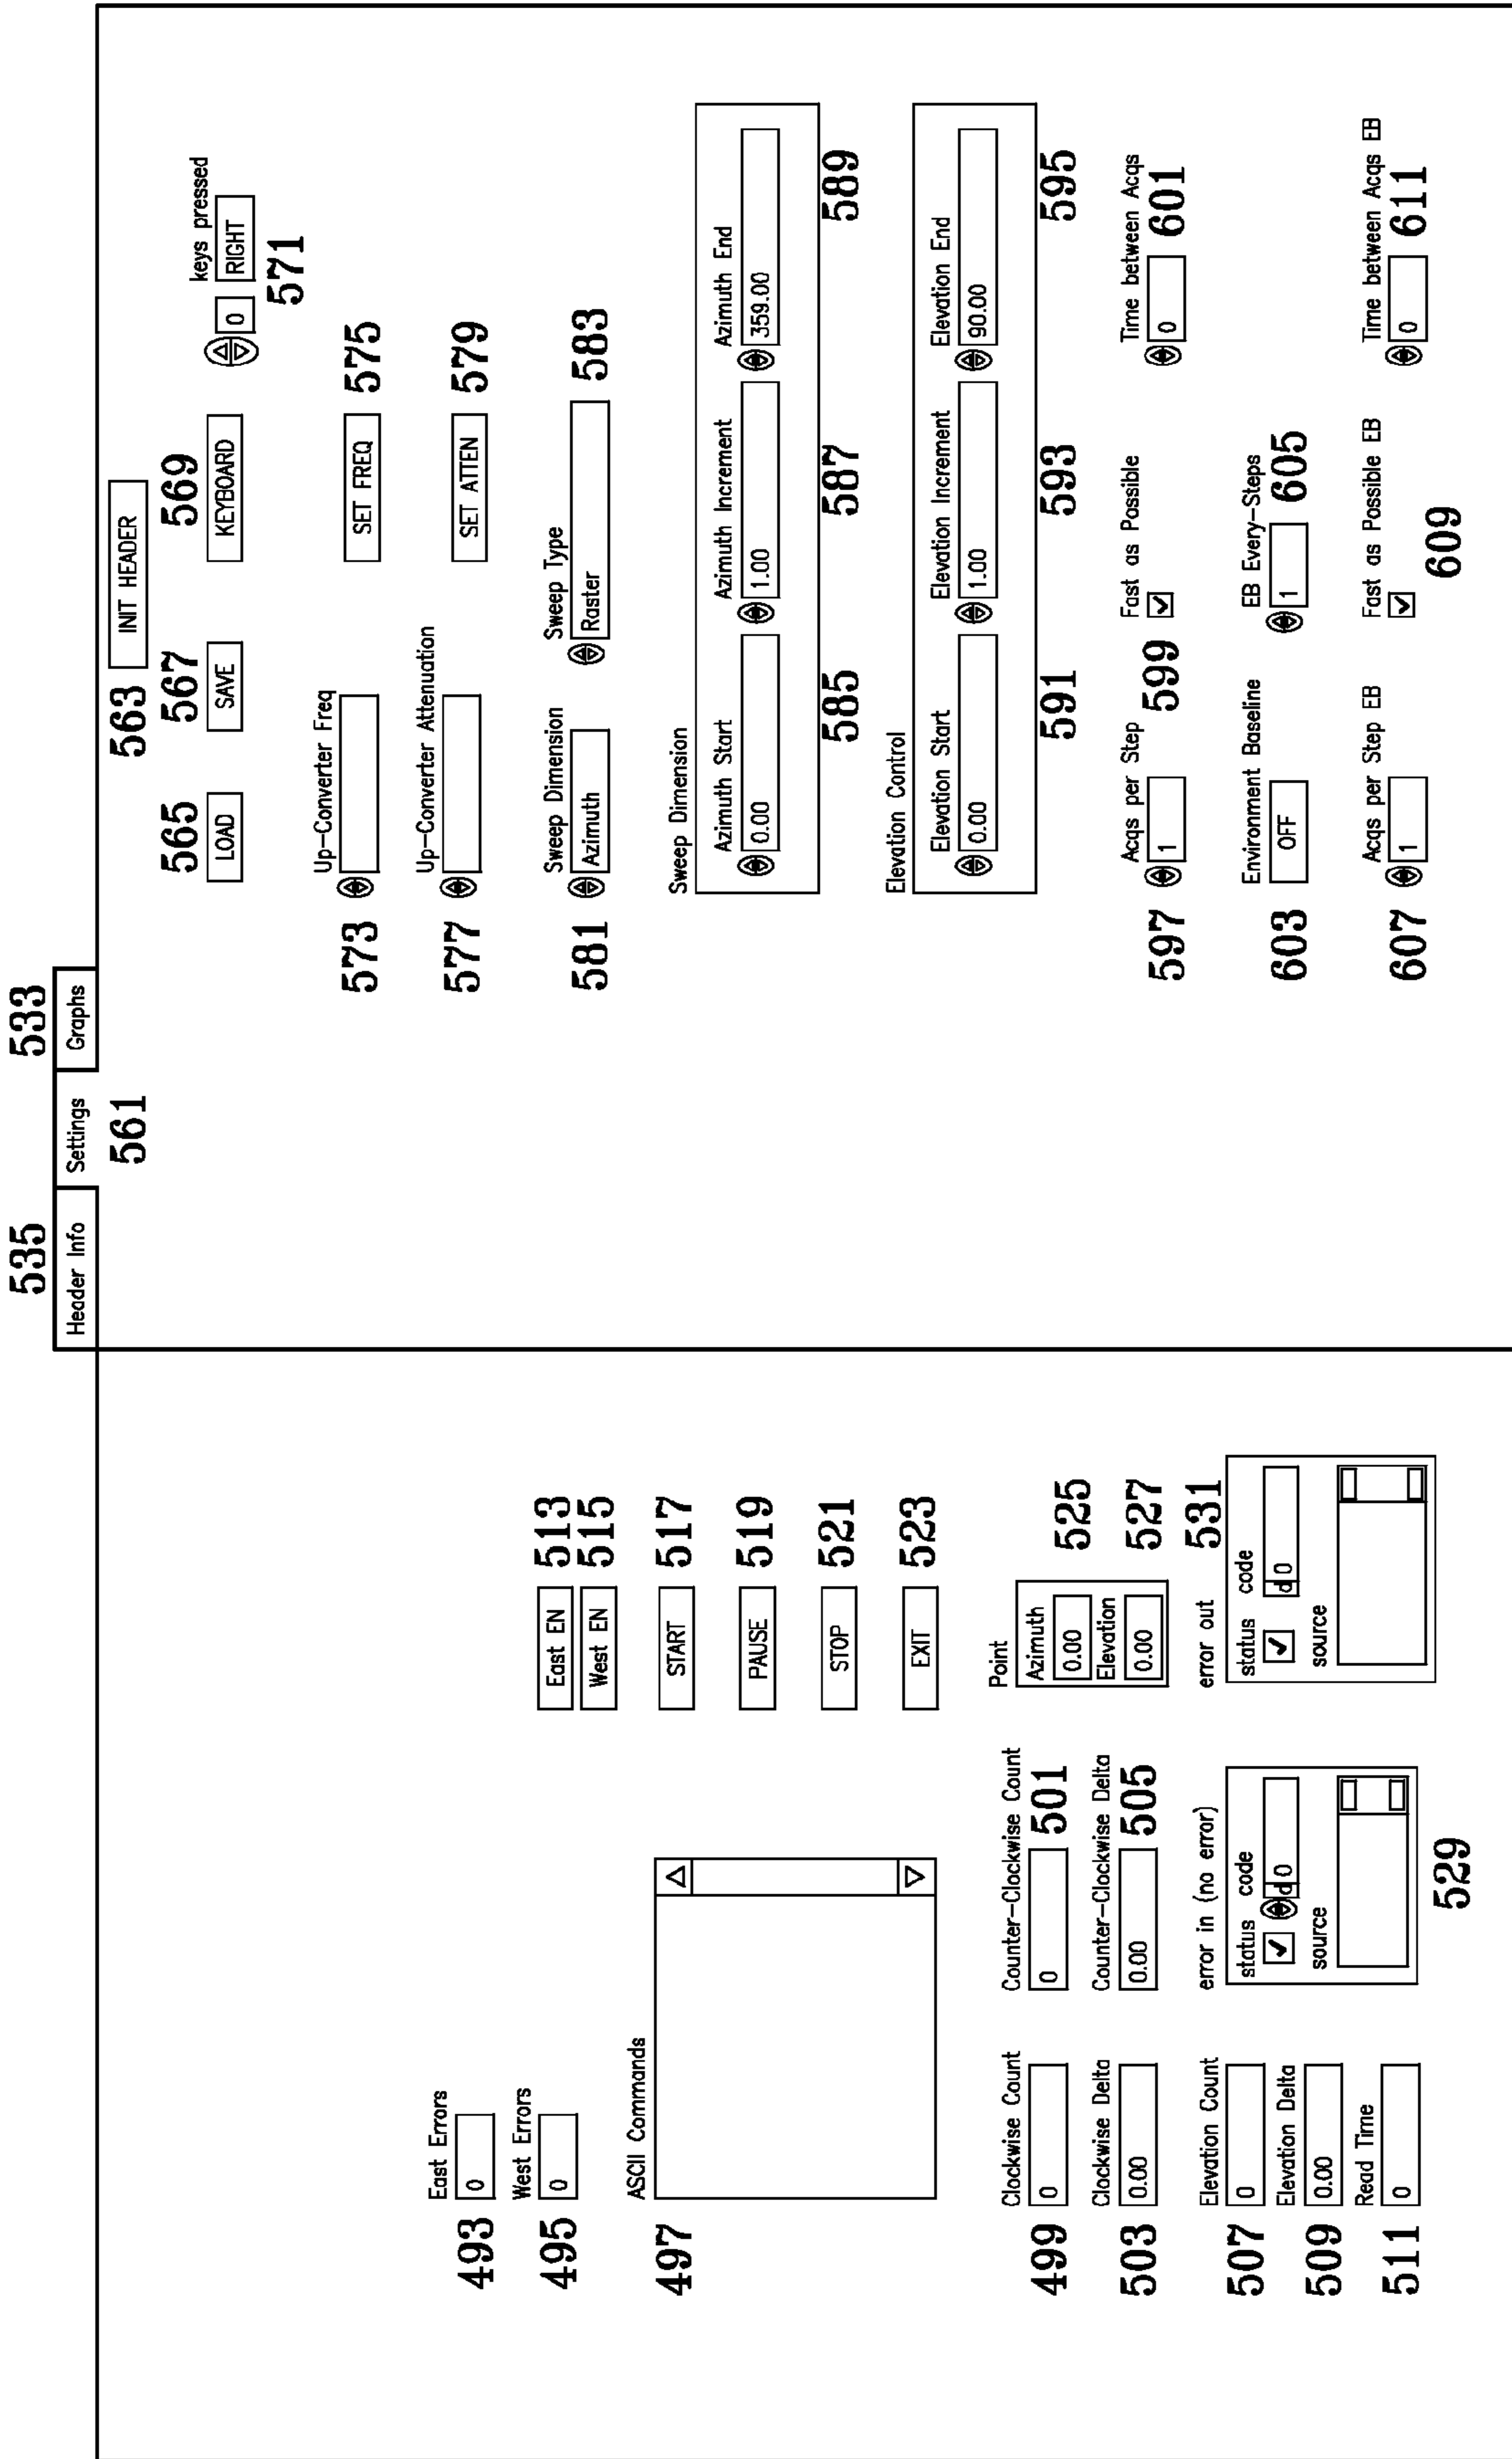 535
533
Header Info
Settings
Graphs
561
493
East Errors
0
495
West Errors
0
497
ASCII Commands
East EN
513
West EN
515
START
517
PAUSE
519
STOP
521
EXIT
523
499
Clockwise Count
0
Counter-Clockwise Count
0
501
503
Clockwise Delta
0.00
Counter-Clockwise Delta
0.00
505
Point
Azimuth
0.00
525
Elevation
0.00
527
507
Elevation Count
0
509
Elevation Delta
0.00
511
Read Time
0
error in (no error)
status
code
d 0
source
529
error out
531
status
code
d 0
source
563
INIT HEADER
565
567
569
LOAD
SAVE
KEYBOARD
keys pressed
0
RIGHT
571
573
Up-Converter Freq
SET FREQ
575
577
Up-Converter Attenuation
SET ATTEN
579
581
Sweep Dimension
Azimuth
Sweep Type
Raster
583
Sweep Dimension
Azimuth Start
Azimuth Increment
Azimuth End
0.00
1.00
359.00
585
587
589
Elevation Control
Elevation Start
Elevation Increment
Elevation End
0.00
1.00
90.00
591
593
595
597
Acqs per Step
1
599
Fast as Possible
Time between Acqs
0
601
603
Environment Baseline
OFF
EB Every-Steps
1
605
607
Acqs per Step EB
1
Fast as Possible EB
609
Time between Acqs EB
0
611